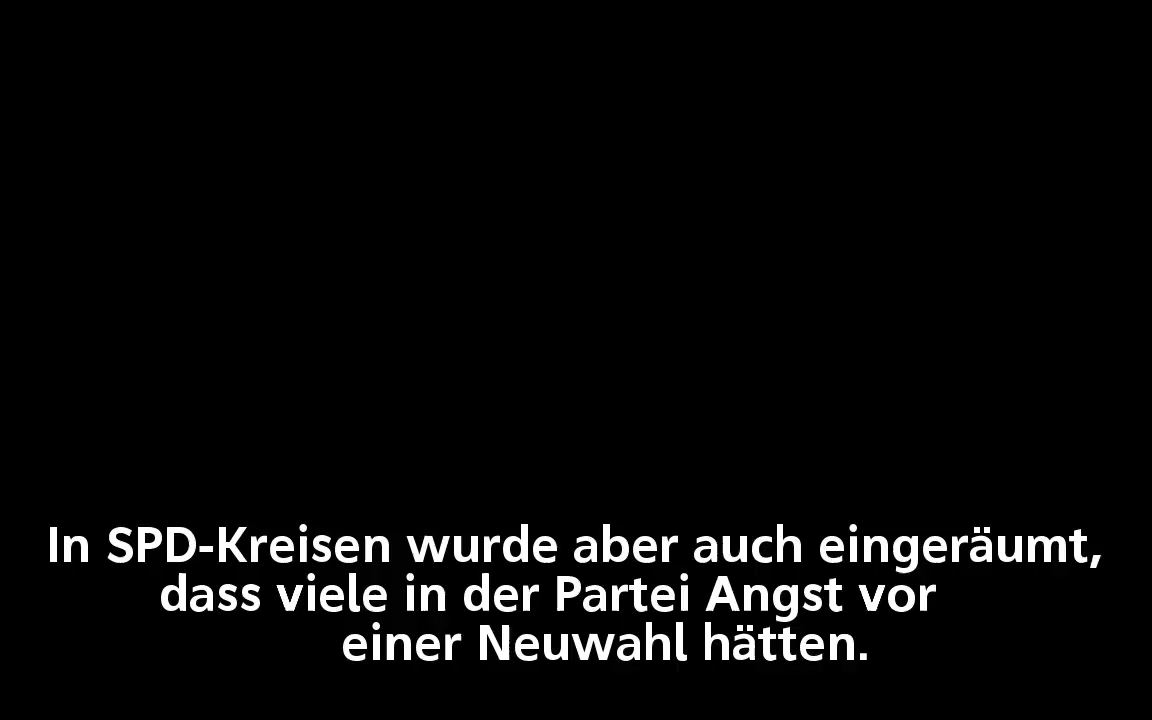 In SPD-Kreisen wurde aber auch eingeräumt,
dass viele in der Partei Angst vor
einer Neuwahl hätten.